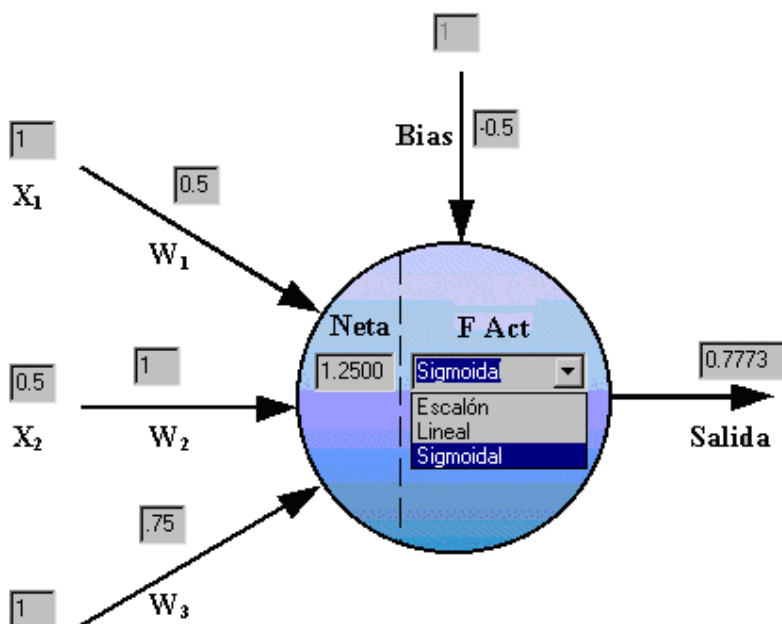 1
1
Bias
-0.5
X₁
0.5
W₁
Neta
F Act
1.2500
Sigmoidal
Escalón
Lineal
Sigmoidal
0.7773
Salida
0.5
1
X₂
W₂
.75
1
W₃